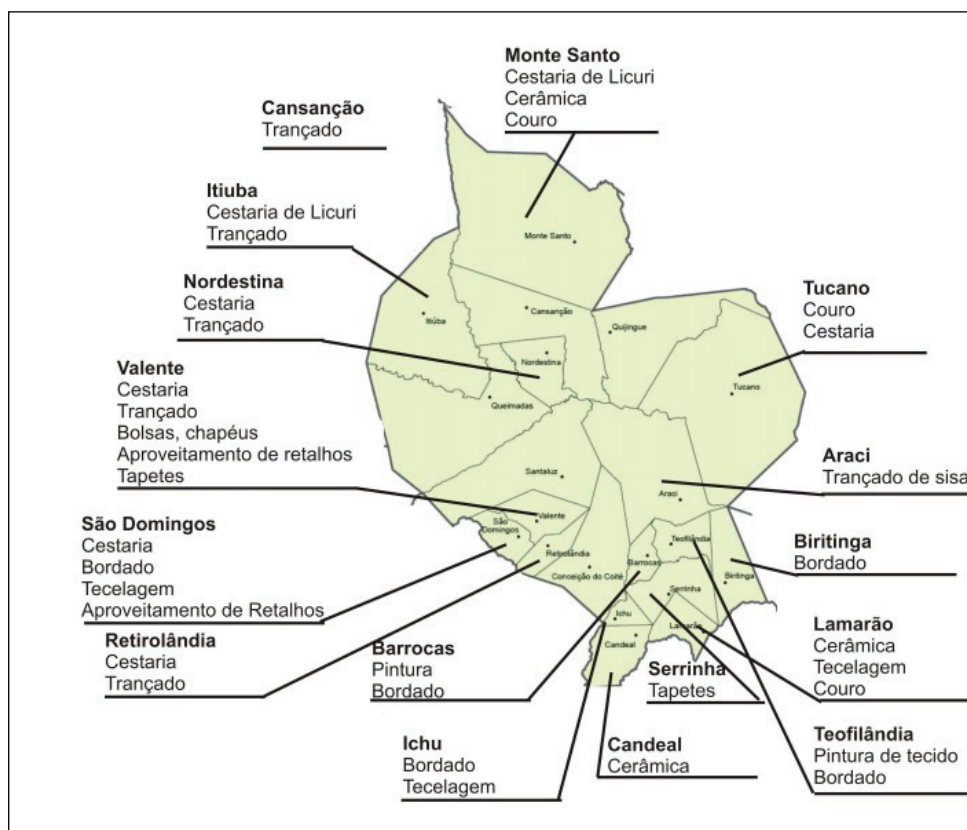 Monte Santo
Cestaria de Licuri
Cerâmica
Couro
Cansanção
Trançado
Itiuba
Cestaria de Licuri
Trançado
Nordestina
Cestaria
Trançado
Tucano
Couro
Cestaria
Valente
Cestaria
Trançado
Bolsas, chapéus
Aproveitamento de retalhos
Tapetes
Araci
Trançado de sisa
São Domingos
Cestaria
Bordado
Tecelagem
Aproveitamento de Retalhos
Biritinga
Bordado
Retirolândia
Cestaria
Trançado
Barrocas
Pintura
Bordado
Serrinha
Tapetes
Lamarão
Cerâmica
Tecelagem
Couro
Ichu
Bordado
Tecelagem
Candeal
Cerâmica
Teofilândia
Pintura de tecido
Bordado
Monte Santo
Cansanção
Itiúba
Quijingue
Nordestina
Tucano
Queimadas
Santaluz
Araci
Valente
São
Domingos
Retirolândia
Teofilândia
Barrocas
Conceição do Coité
Biritinga
Serrinha
Ichu
Lamarão
Candeal